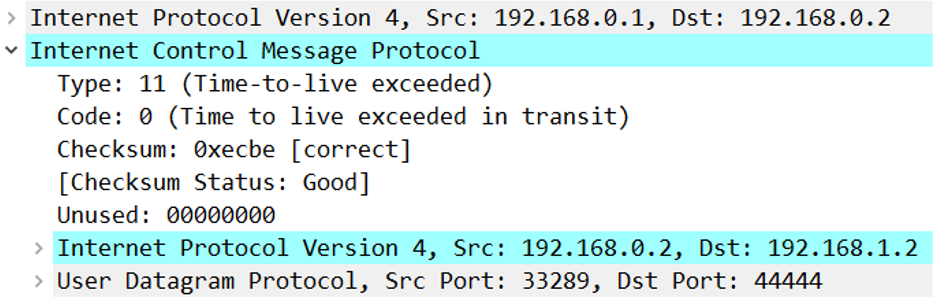 Internet Protocol Version 4, Src: 192.168.0.1, Dst: 192.168.0.2
Internet Control Message Protocol
Type: 11 (Time-to-live exceeded)
Code: 0 (Time to live exceeded in transit)
Checksum: 0xecbe [correct]
[Checksum Status: Good]
Unused: 00000000
Internet Protocol Version 4, Src: 192.168.0.2, Dst: 192.168.1.2
User Datagram Protocol, Src Port: 33289, Dst Port: 44444